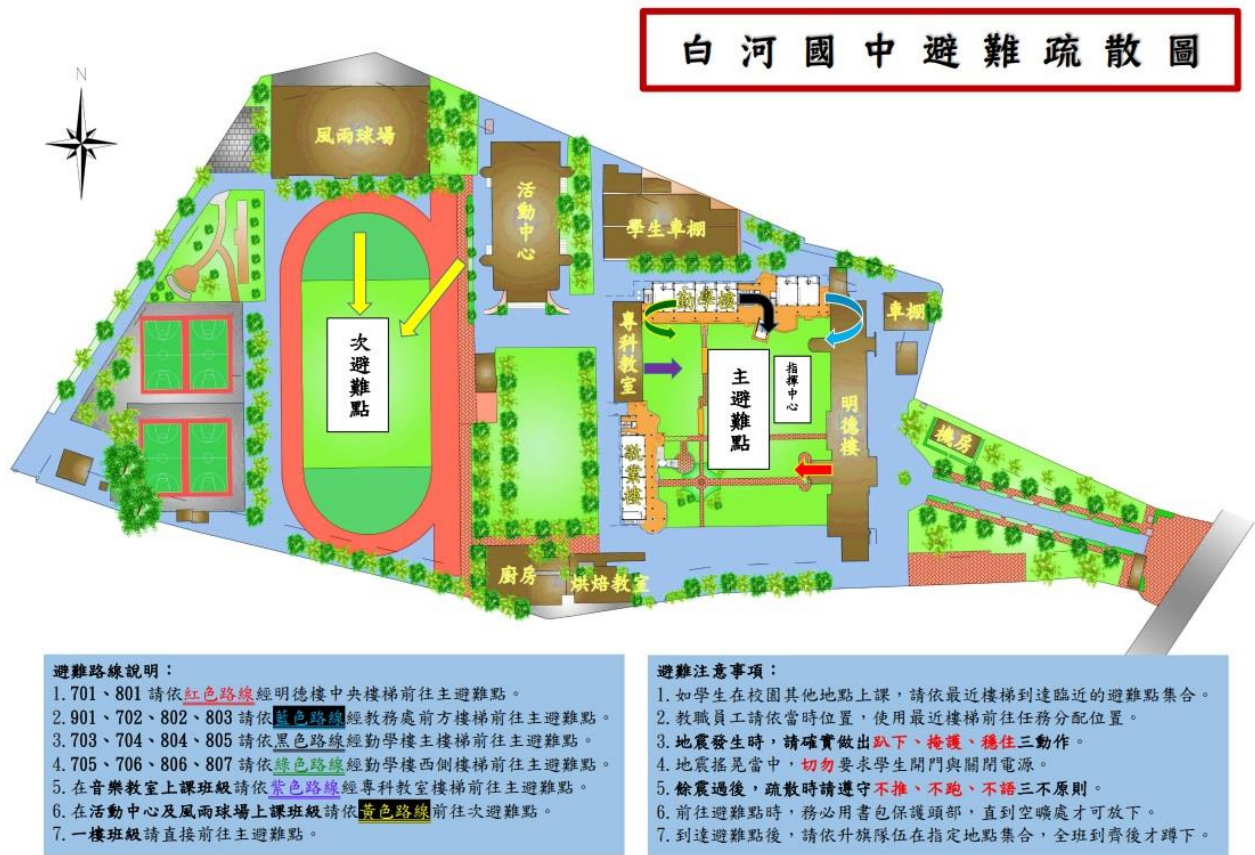 白河國中避難疏散圖
N
風雨球場
活動中心
學生車棚
勤學樓
車棚
專科教室
次避難點
主避難點
指揮中心
明德樓
機房
敬業樓
廚房
烘焙教室
避難路線說明：
1. 701、801 請依紅色路線經明德樓中央樓梯前往主避難點。
2. 901、702、802、803 請依藍色路線經教務處前方樓梯前往主避難點。
3. 703、704、804、805 請依黑色路線經勤學樓主樓梯前往主避難點。
4. 705、706、806、807 請依綠色路線經勤學樓西側樓梯前往主避難點。
5. 在音樂教室上課班級請依紫色路線經專科教室樓梯前往主避難點。
6. 在活動中心及風雨球場上課班級請依黃色路線前往次避難點。
7. 一樓班級請直接前往主避難點。
避難注意事項：
1. 如學生在校園其他地點上課，請依最近樓梯到達臨近的避難點集合。
2. 教職員工請依當時位置，使用最近樓梯前往任務分配位置。
3. 地震發生時，請確實做出趴下、掩護、穩住三動作。
4. 地震搖晃當中，切勿要求學生開門與關閉電源。
5. 餘震過後，疏散時請遵守不推、不跑、不語三不原則。
6. 前往避難點時，務必用書包保護頭部，直到空曠處才可放下。
7. 到達避難點後，請依升旗隊伍在指定地點集合，全班到齊後才蹲下。